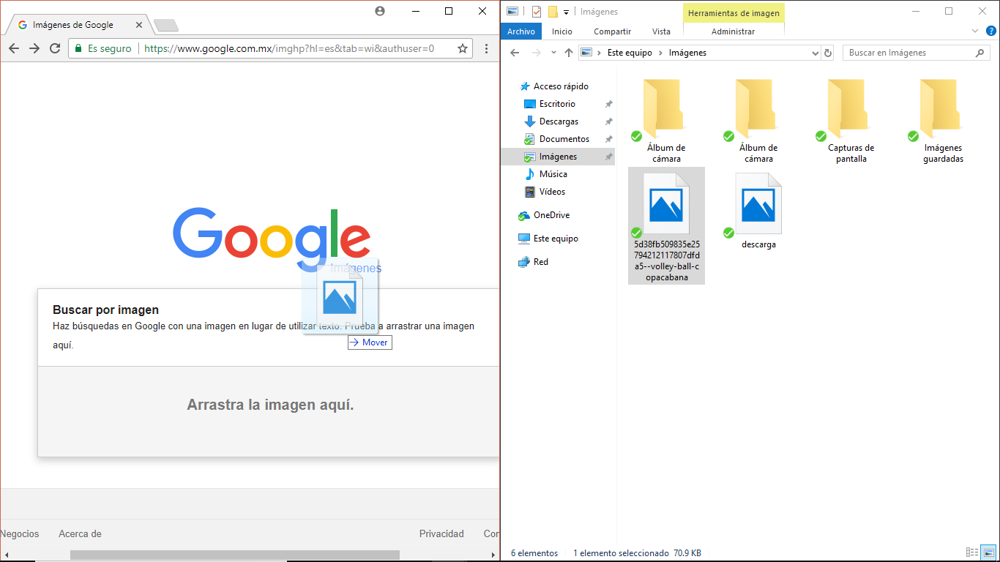 Imágenes de Google
Es seguro
https://www.google.com.mx/imghp?hl=es&tab=wi&authuser=0
Google
Imágenes
Buscar por imagen
Haz búsquedas en Google con una imagen en lugar de utilizar texto. Prueba a arrastrar una imagen
aquí.
Mover
Arrastra la imagen aquí.
Negocios
Acerca de
Privacidad
Con
Imágenes
Herramientas de imagen
Archivo
Inicio
Compartir
Vista
Administrar
Este equipo
Imágenes
Buscar en Imágenes
Acceso rápido
Escritorio
Descargas
Documentos
Imágenes
Música
Vídeos
OneDrive
Este equipo
Red
Álbum de
cámara
Álbum de
cámara
Capturas de
pantalla
Imágenes
guardadas
5d38fb509835e25
794212117807dfd
a5--volley-ball-c
opacabana
descarga
6 elementos
1 elemento seleccionado 70.9 KB